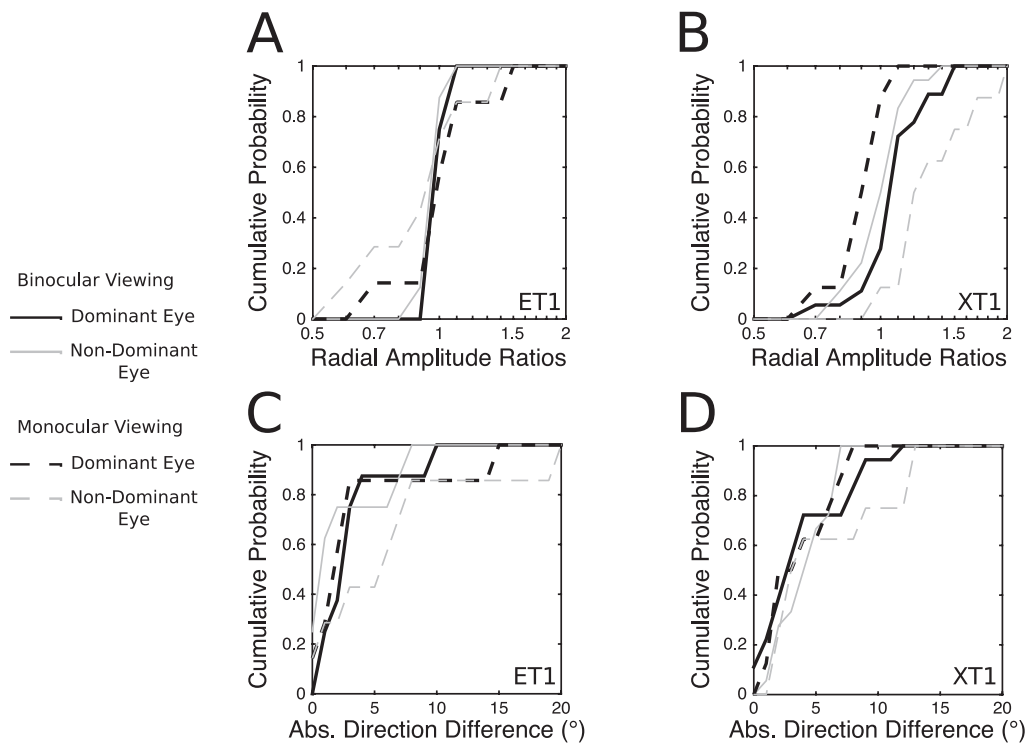 A
B
1
0.8
0.6
0.4
0.2
0
Cumulative Probability
0.5
0.7
1
1.5
2
Radial Amplitude Ratios
ET1
1
0.8
0.6
0.4
0.2
0
Cumulative Probability
0.5
0.7
1
1.5
2
Radial Amplitude Ratios
XT1
Binocular Viewing
Dominant Eye
Non-Dominant
Eye
Monocular Viewing
Dominant Eye
Non-Dominant
Eye
C
D
1
0.8
0.6
0.4
0.2
0
Cumulative Probability
0
5
10
15
20
Abs. Direction Difference (°)
ET1
1
0.8
0.6
0.4
0.2
0
Cumulative Probability
0
5
10
15
20
Abs. Direction Difference (°)
XT1